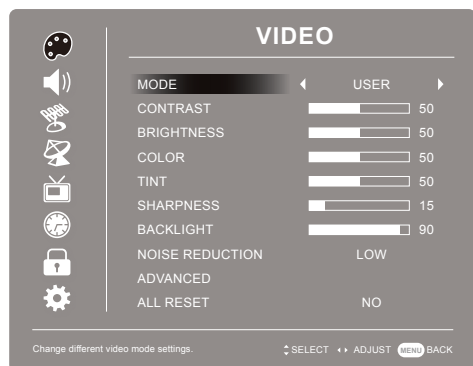 VIDEO
MODE USER
CONTRAST 50
BRIGHTNESS 50
COLOR 50
TINT 50
SHARPNESS 15
BACKLIGHT 90
NOISE REDUCTION LOW
ADVANCED
ALL RESET NO
Change different video mode settings. SELECT ADJUST MENU BACK